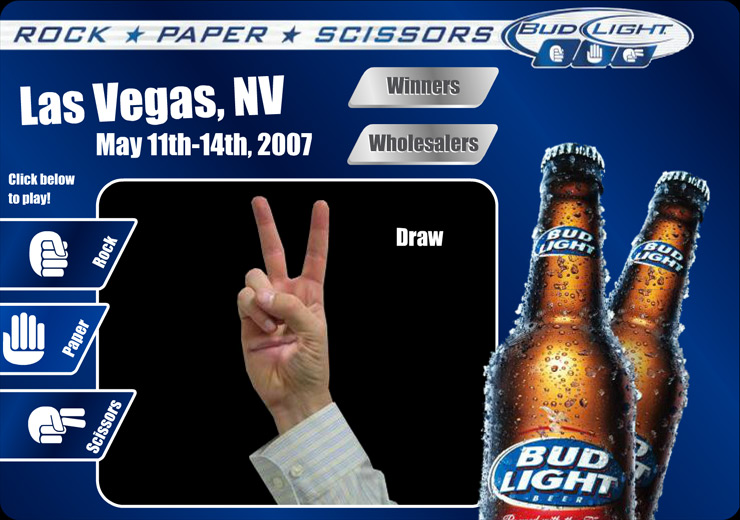 ROCK ★ PAPER ★ SCISSORS
BUD LIGHT
Las Vegas, NV
May 11th-14th, 2007
Winners
Wholesalers
Click below
to play!
Rock
Paper
Scissors
Draw
BUD
LIGHT
BUD
LIGHT
BUD
LIGHT
BEER